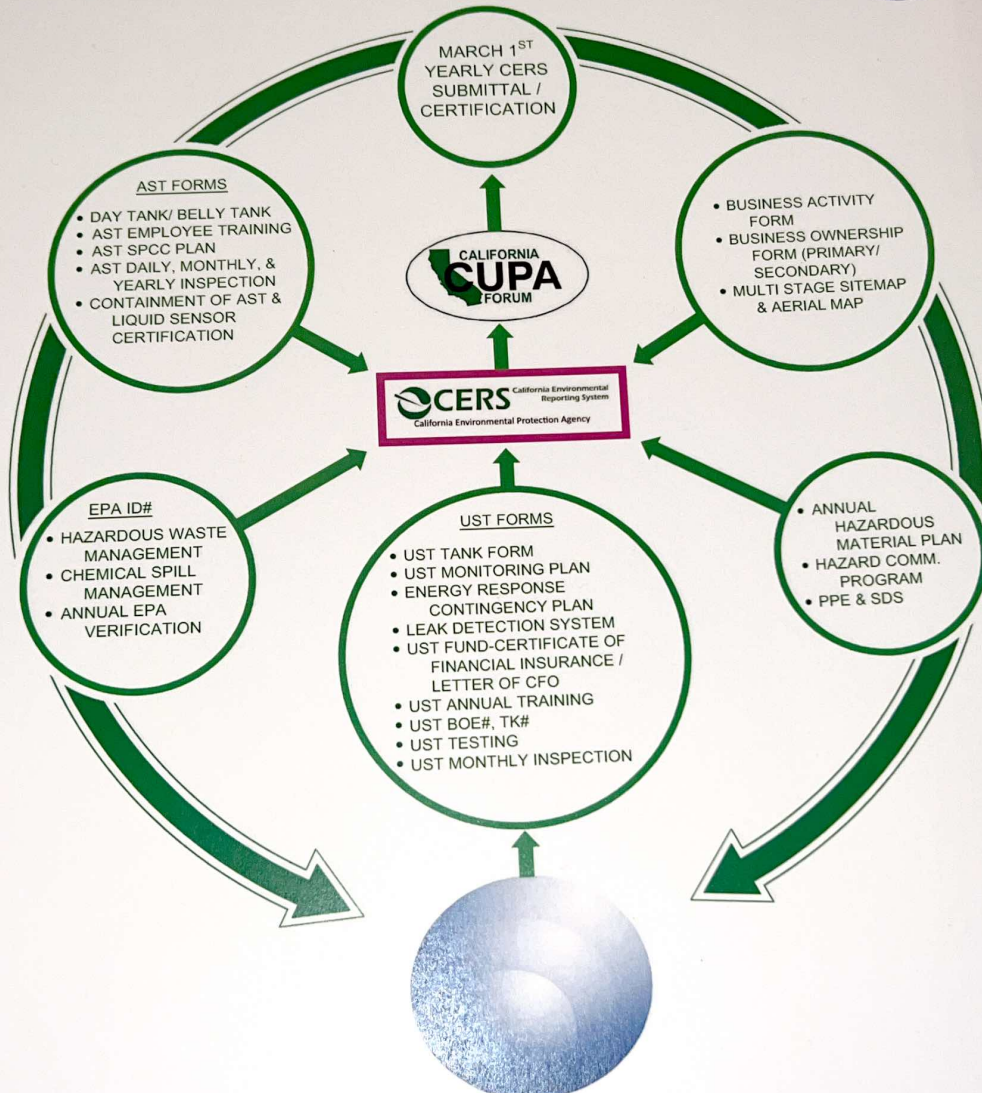 MARCH 1ST
YEARLY CERS
SUBMITTAL /
CERTIFICATION
AST FORMS
• DAY TANK/ BELLY TANK
• AST EMPLOYEE TRAINING
• AST SPCC PLAN
• AST DAILY, MONTHLY, &
YEARLY INSPECTION
• CONTAINMENT OF AST &
LIQUID SENSOR
CERTIFICATION
CALIFORNIA
CUPA
FORUM
• BUSINESS ACTIVITY
FORM
• BUSINESS OWNERSHIP
FORM (PRIMARY/
SECONDARY)
• MULTI STAGE SITEMAP
& AERIAL MAP
CERS California Environmental
Reporting System
California Environmental Protection Agency
EPA ID#
• HAZARDOUS WASTE
MANAGEMENT
• CHEMICAL SPILL
MANAGEMENT
• ANNUAL EPA
VERIFICATION
UST FORMS
• UST TANK FORM
• UST MONITORING PLAN
• ENERGY RESPONSE
CONTINGENCY PLAN
• LEAK DETECTION SYSTEM
• UST FUND-CERTIFICATE OF
FINANCIAL INSURANCE /
LETTER OF CFO
• UST ANNUAL TRAINING
• UST BOE#, TK#
• UST TESTING
• UST MONTHLY INSPECTION
• ANNUAL
HAZARDOUS
MATERIAL PLAN
• HAZARD COMM.
PROGRAM
• PPE & SDS